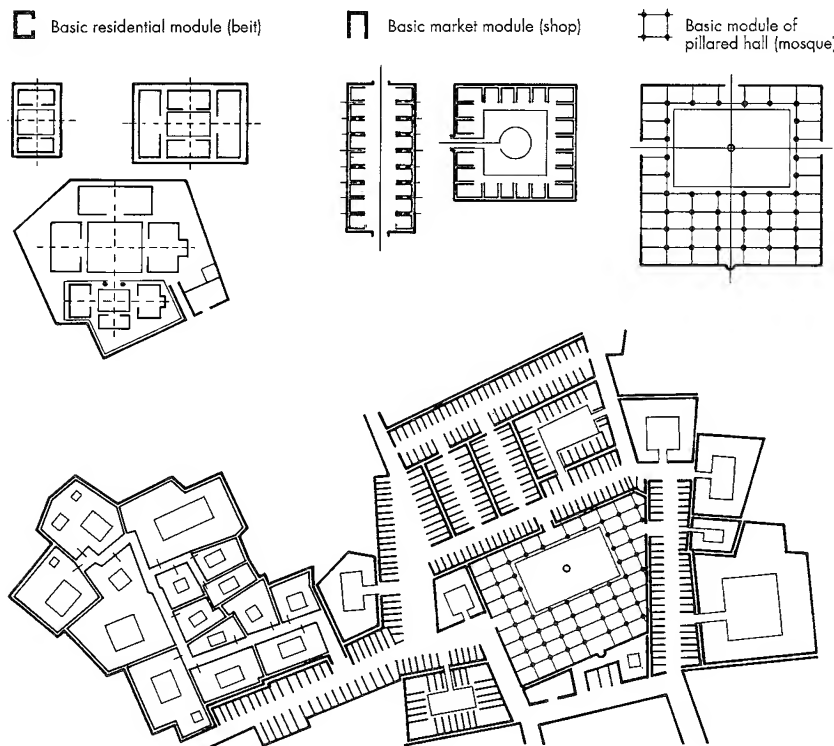 Basic residential module (beit)
Basic market module (shop)
Basic module of
pillared hall (mosque)